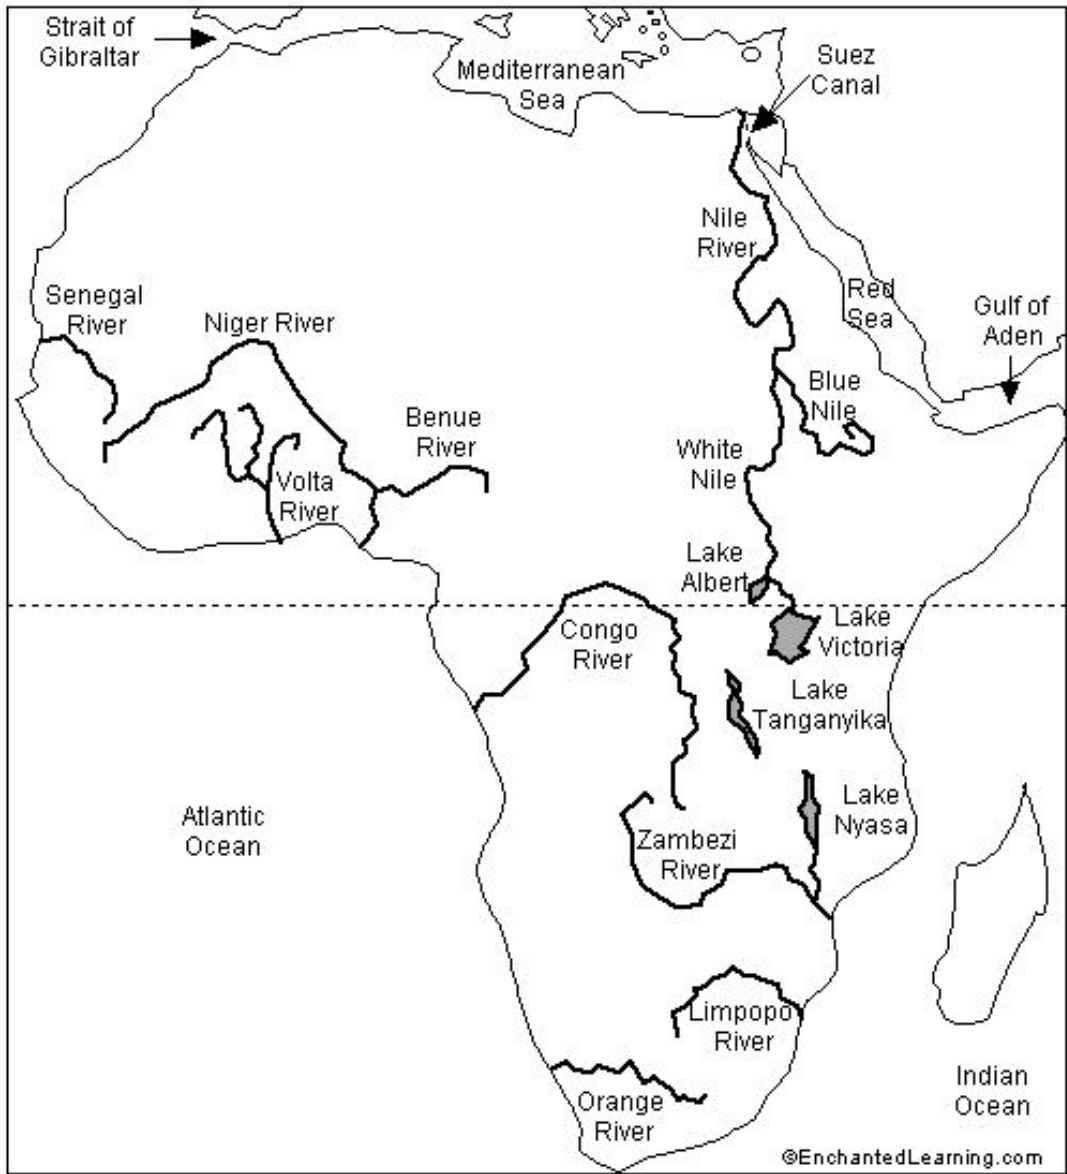 Strait of
Gibraltar
Mediterranean
Sea
Suez
Canal
Nile
River
Red
Sea
Gulf of
Aden
Senegal
River
Niger River
Blue
Nile
Benue
River
White
Nile
Volta
River
Lake
Albert
Lake
Victoria
Congo
River
Lake
Tanganyika
Atlantic
Ocean
Lake
Nyasa
Zambezi
River
Limpopo
River
Orange
River
Indian
Ocean
©EnchantedLearning.com